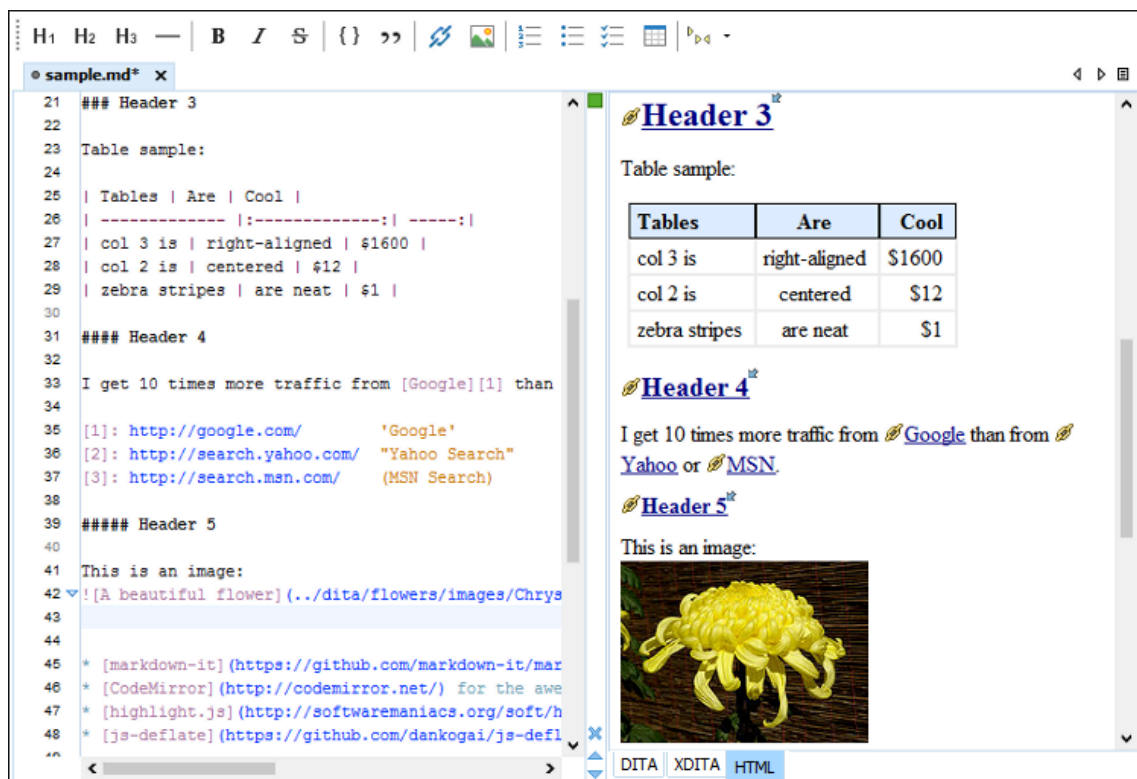 H1 H2 H3 B I S {}
sample.md*
21 ### Header 3
22
23 Table sample:
24
25 | Tables | Are | Cool |
26 | ------------- |:-------------:| -----:|
27 | col 3 is | right-aligned | $1600 |
28 | col 2 is | centered | $12 |
29 | zebra stripes | are neat | $1 |
30
31 #### Header 4
32
33 I get 10 times more traffic from [Google][1] than
34
35 [1]: http://google.com/ 'Google'
36 [2]: http://search.yahoo.com/ "Yahoo Search"
37 [3]: http://search.msn.com/ (MSN Search)
38
39 ##### Header 5
40
41 This is an image:
42 ![A beautiful flower](../dita/flowers/images/Chrys
43
44
45 * [markdown-it](https://github.com/markdown-it/mar
46 * [CodeMirror](http://codemirror.net/) for the awe
47 * [highlight.js](http://softwaremaniacs.org/soft/h
48 * [js-deflate](https://github.com/dankogai/js-defl
Header 3
Table sample:
Tables Are Cool
col 3 is right-aligned $1600
col 2 is centered $12
zebra stripes are neat $1
Header 4
I get 10 times more traffic from Google than from
Yahoo or MSN.
Header 5
This is an image:
DITA XDITA HTML